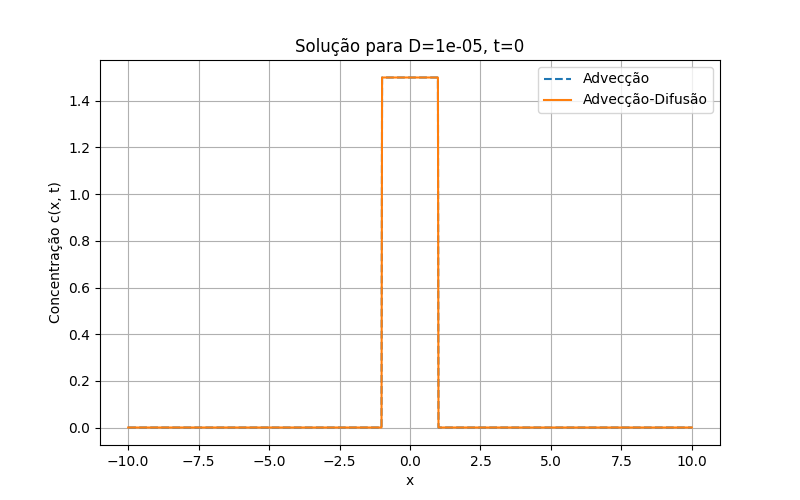 Solução para D=1e-05, t=0
Advecção
Advecção-Difusão
Concentração c(x, t)
1.4
1.2
1.0
0.8
0.6
0.4
0.2
0.0
−10.0 −7.5 −5.0 −2.5 0.0 2.5 5.0 7.5 10.0
x